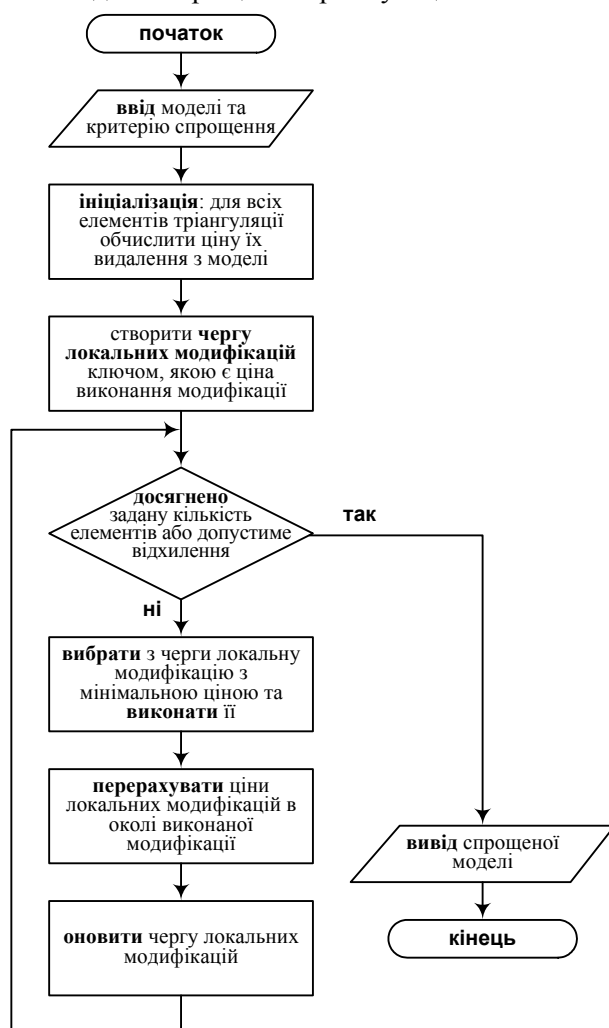 початок
ввід моделі та
критерію спрощення
ініціалізація: для всіх
елементів тріангуляції
обчислити ціну їх
видалення з моделі
створити чергу
локальних модифікацій
ключом, якою є ціна
виконання модифікації
досягнено
задану кількість
елементів або допустиме
відхилення
так
ні
вибрати з черги локальну
модифікацію з
мінімальною ціною та
виконати її
перерахувати ціни
локальних модифікацій в
околі виконаної
модифікації
вивід спрощеної
моделі
оновити чергу локальних
модифікацій
кінець